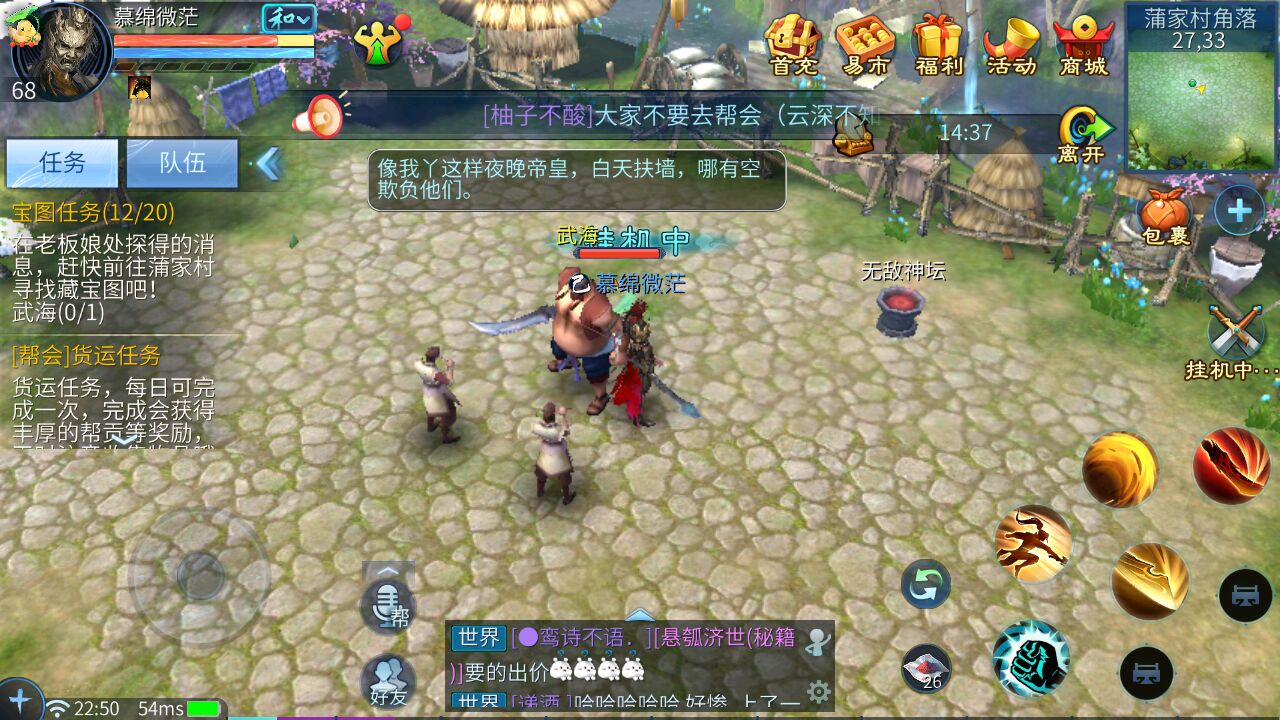 慕绵微茫
和
68
首充
易市
福利
活动
商城
蒲家村角落
27,33
[柚子不酸]大家不要去帮会（云深不知
14:37
离开
任务
队伍
像我丫这样夜晚帝皇，白天扶墙，哪有空
欺负他们。
宝图任务(12/20)
在老板娘处探得的消
息，赶快前往蒲家村
寻找藏宝图吧！
武海(0/1)
[帮会]货运任务
货运任务，每日可完
成一次，完成会获得
丰厚的帮贡等奖励，
武海
挂机中
慕绵微茫
无敌神坛
包裹
挂机中···
帮
好友
世界 [●鸾诗不语．][悬瓠济世(秘籍
)]要的出价
世界 [潇洒 ]哈哈哈哈哈 好惨 上了一
26
22:50
54ms